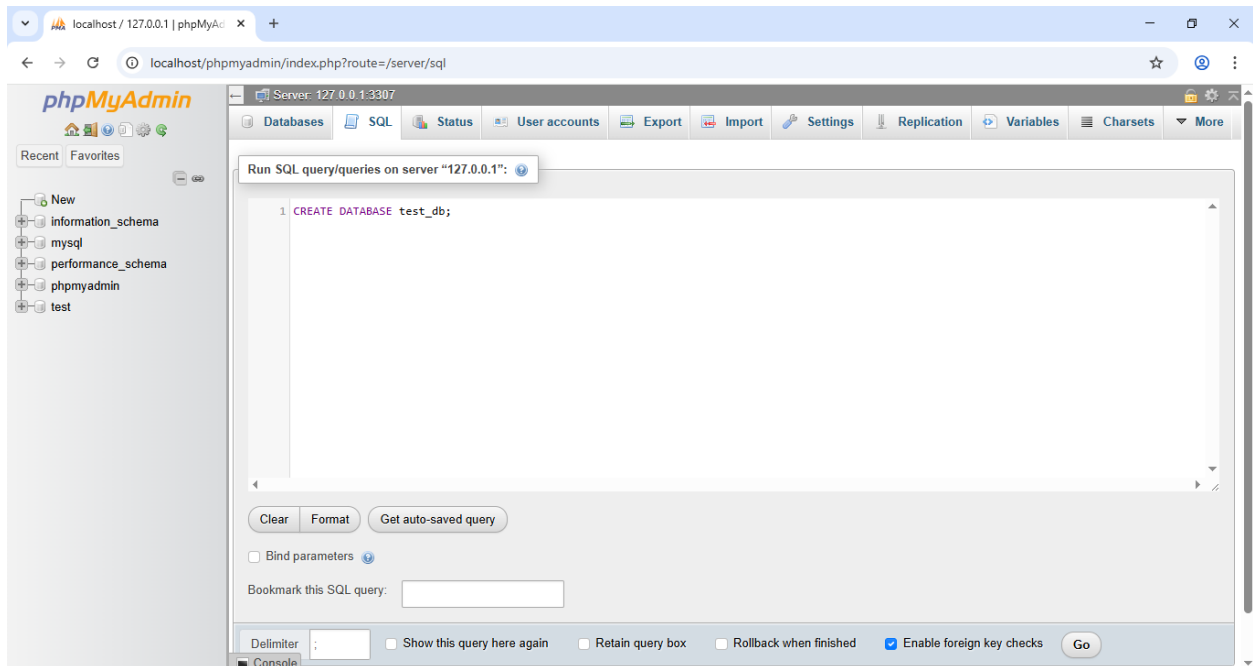 localhost / 127.0.0.1 | phpMyAd
localhost/phpmyadmin/index.php?route=/server/sql
phpMyAdmin
Recent Favorites
New
information_schema
mysql
performance_schema
phpmyadmin
test
Server: 127.0.0.1:3307
Databases SQL Status User accounts Export Import Settings Replication Variables Charsets More
Run SQL query/queries on server “127.0.0.1”:
1 CREATE DATABASE test_db;
Clear Format Get auto-saved query
Bind parameters
Bookmark this SQL query:
Delimiter ; Show this query here again Retain query box Rollback when finished Enable foreign key checks Go
Console